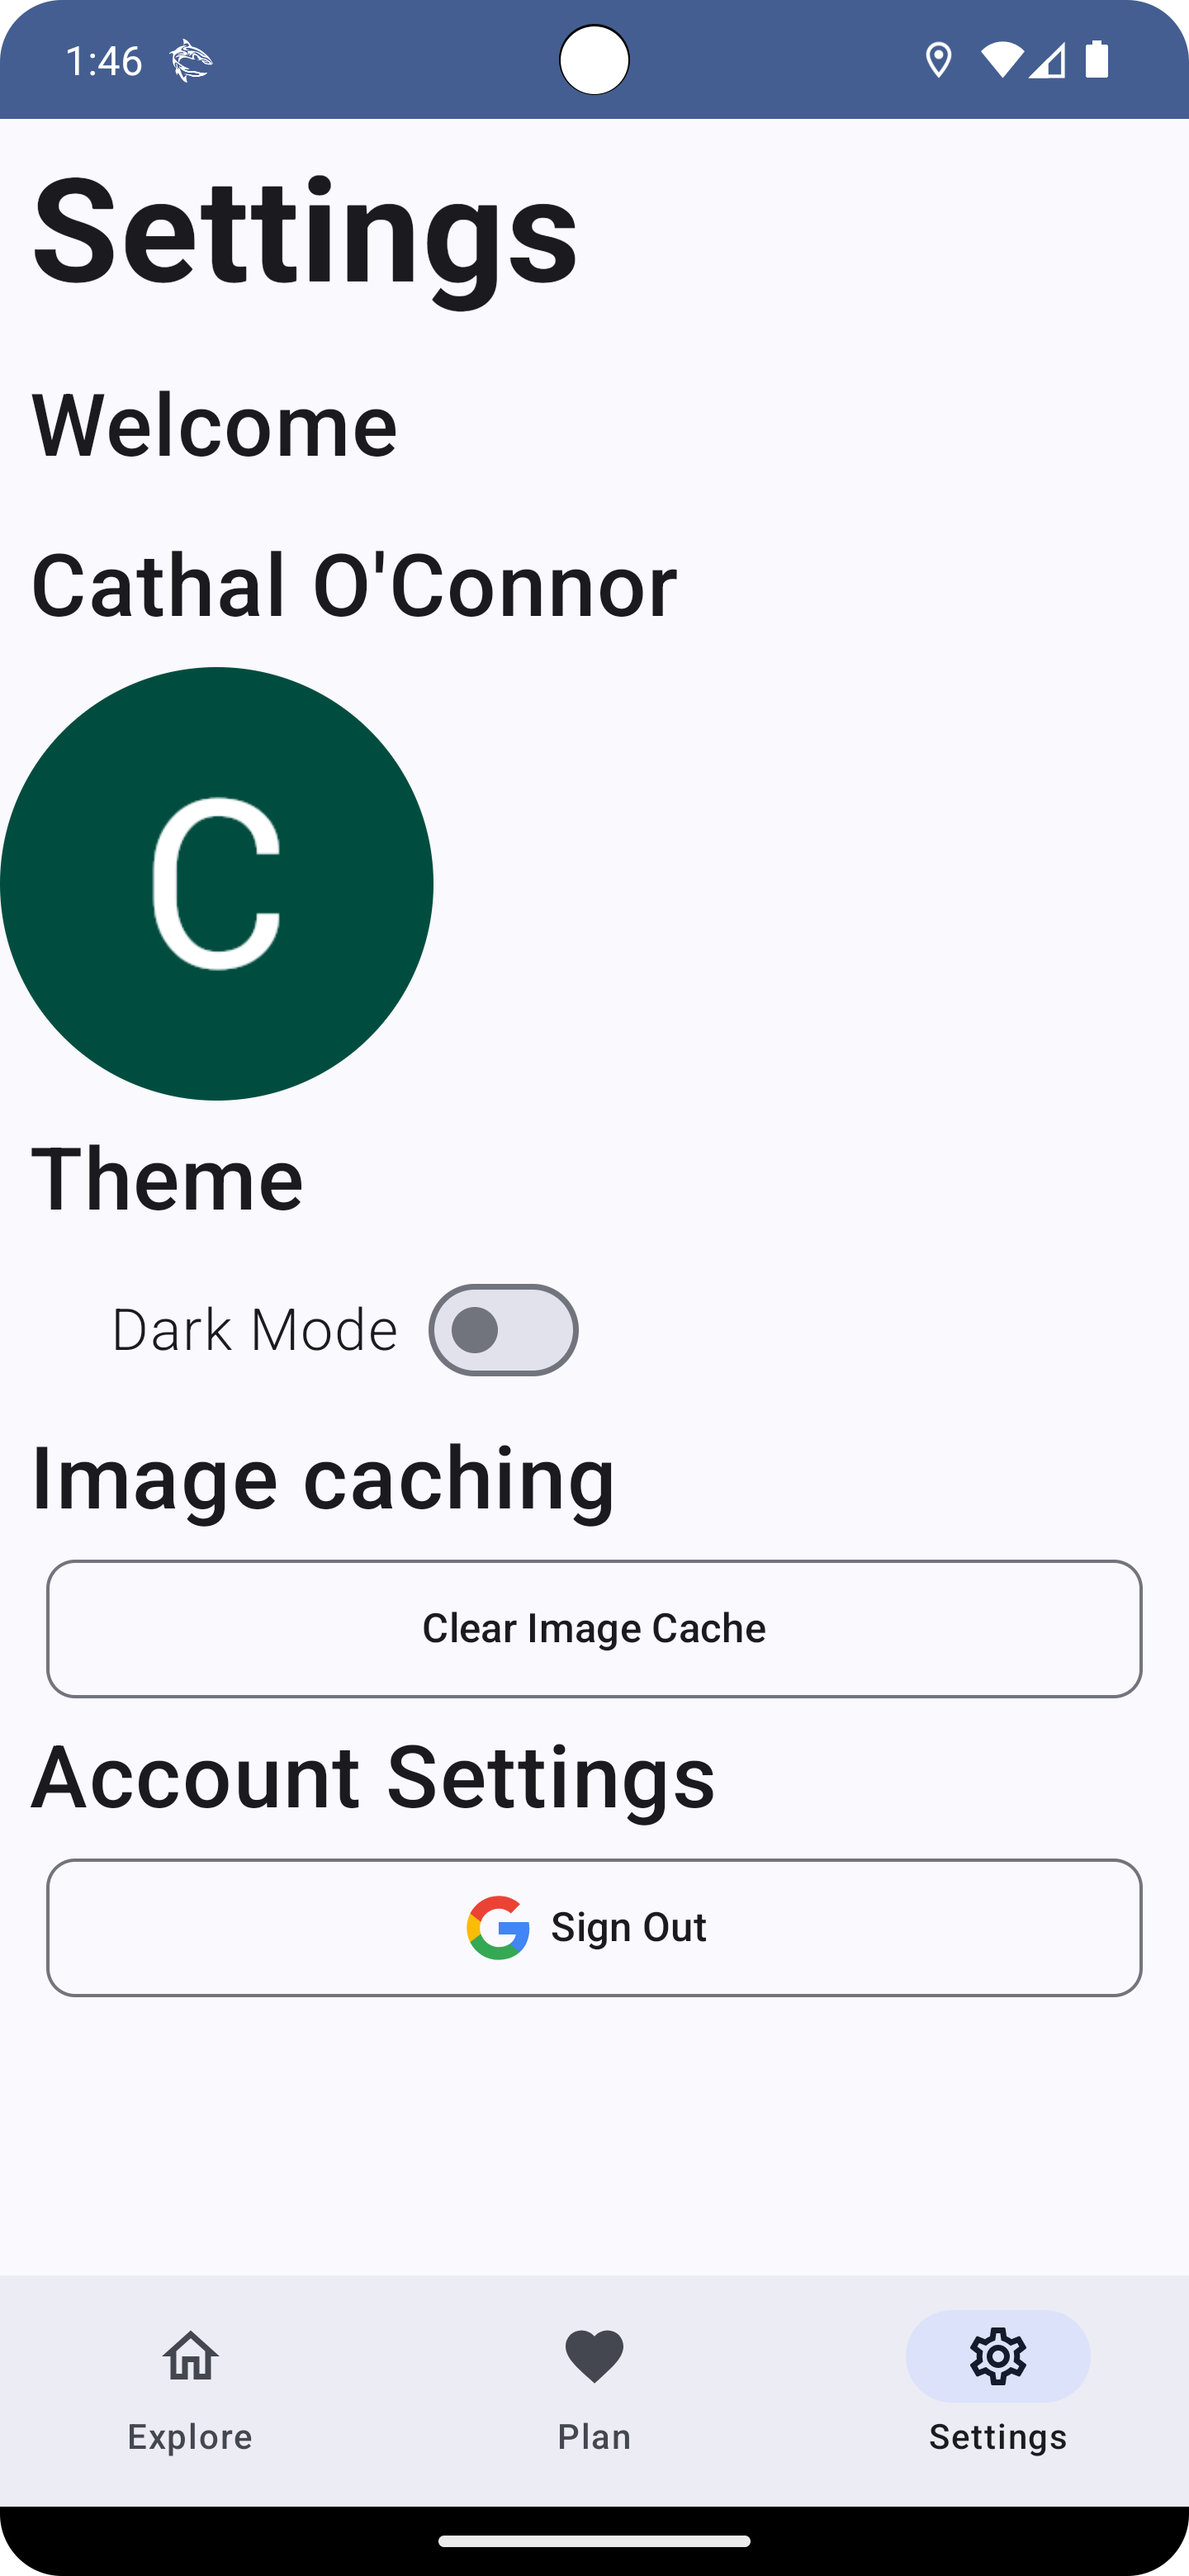 1:46
Settings
Welcome
Cathal O'Connor
C
Theme
Dark Mode
Image caching
Clear Image Cache
Account Settings
Sign Out
Explore
Plan
Settings